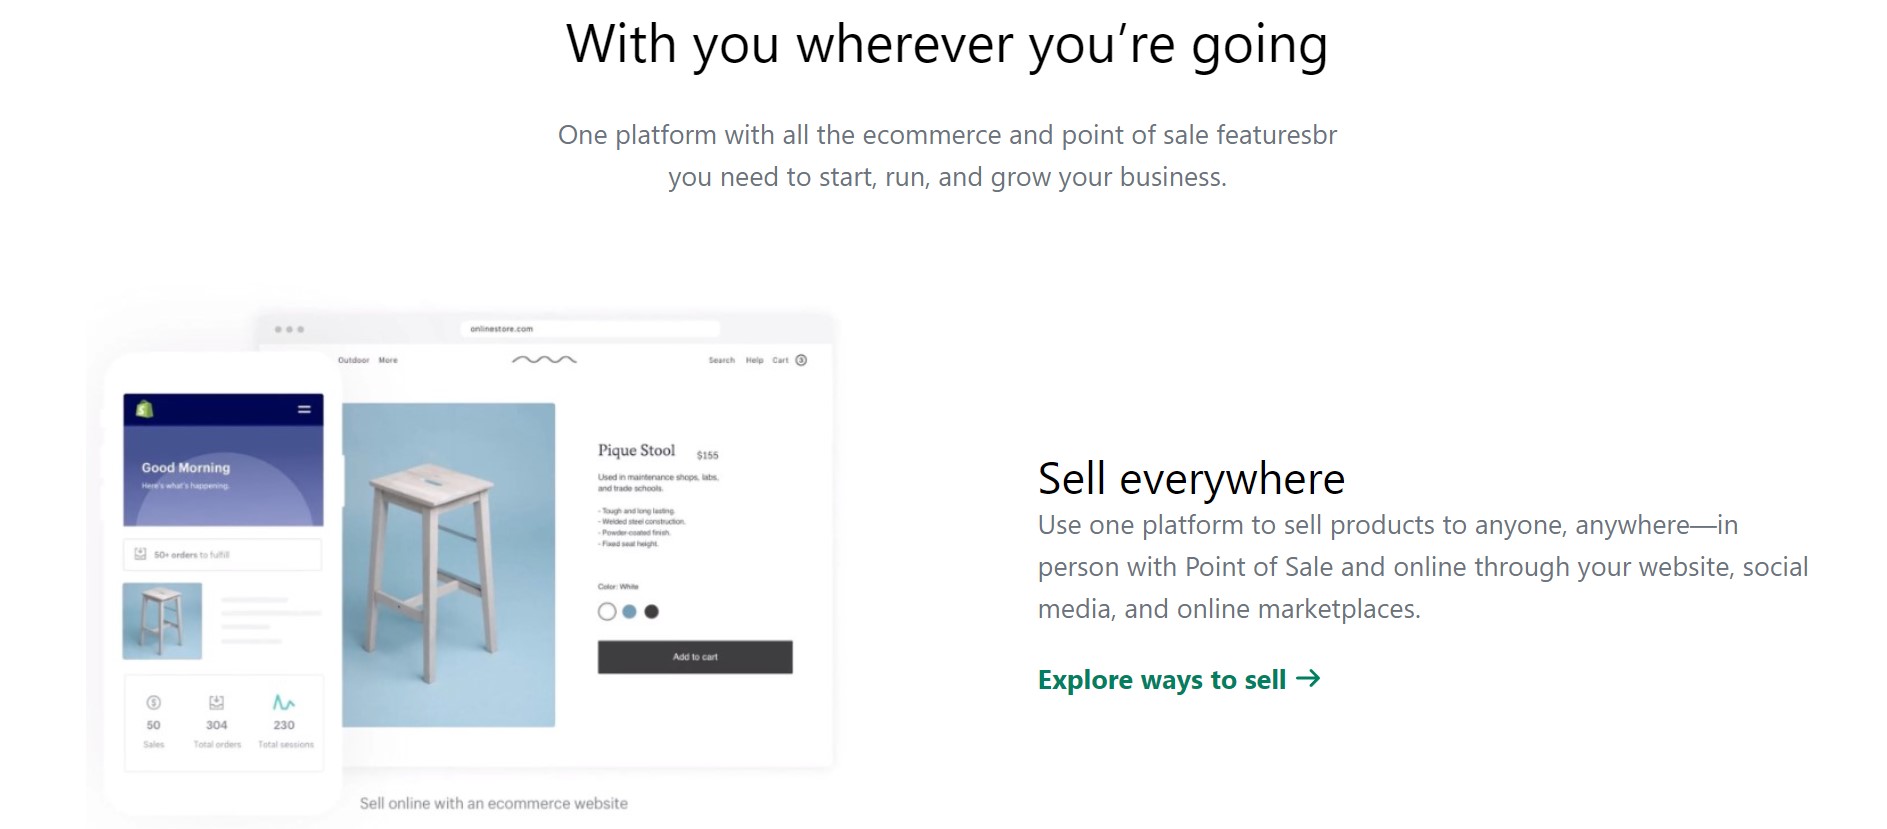 With you wherever you’re going
One platform with all the ecommerce and point of sale featuresbr
you need to start, run, and grow your business.
onlinestore.com
Outdoor More
Search Help Cart 3
Good Morning
Here's what's happening.
50+ orders to fulfill
50 304 230
Sales Total orders Total sessions
Pique Stool $155
Used in maintenance shops, labs,
and trade schools.
- Tough and long lasting.
- Welded steel construction.
- Powder-coated finish.
- Fixed seat height.
Color: White
Add to cart
Sell online with an ecommerce website
Sell everywhere
Use one platform to sell products to anyone, anywhere—in
person with Point of Sale and online through your website, social
media, and online marketplaces.
Explore ways to sell →